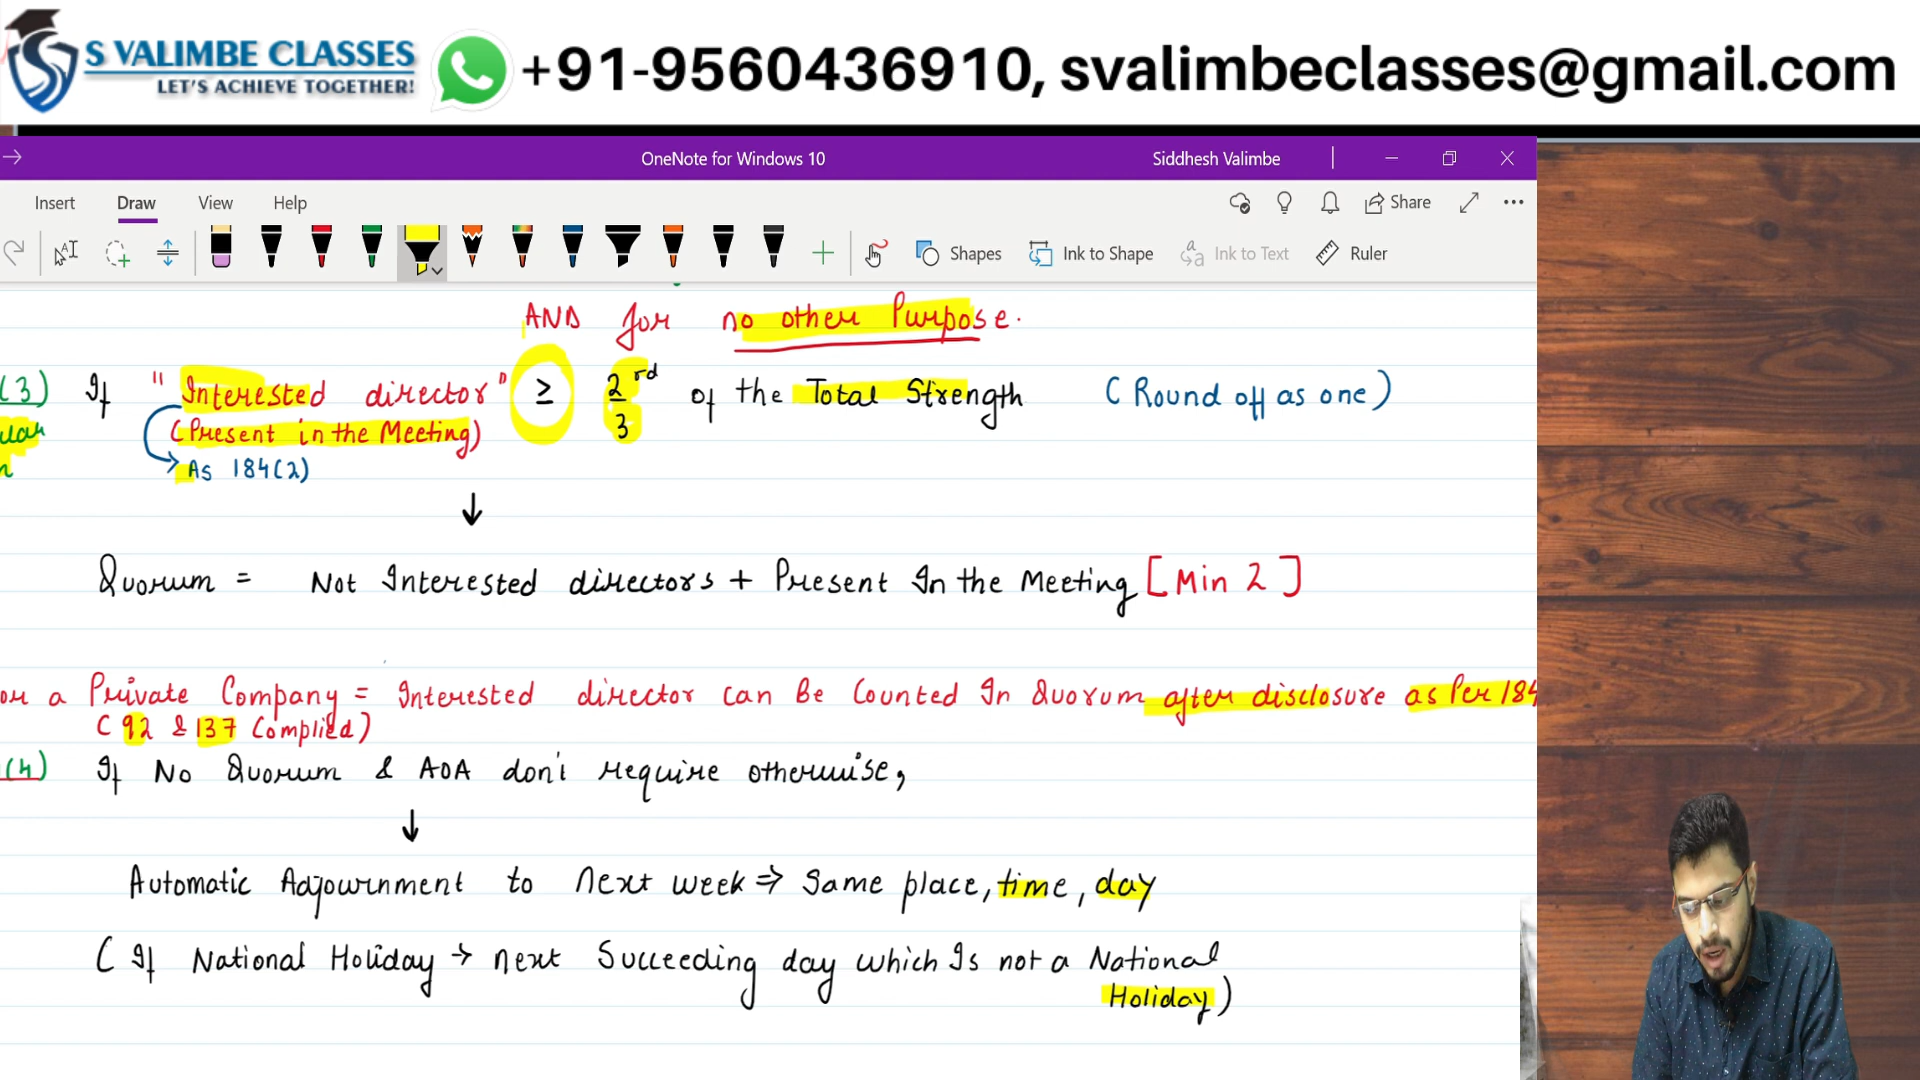 S VALIMBE CLASSES
LET'S ACHIEVE TOGETHER!
+91-9560436910, svalimbeclasses@gmail.com
OneNote for Windows 10
Siddhesh Valimbe
Insert Draw View Help
Share
Shapes Ink to Shape Ink to Text Ruler
AND for no other Purpose.
(3) If "Interested director" ≥ 2/3 rd of the Total Strength (Round off as one)
(Present in the Meeting)
As 184(2)
↓
Quorum = Not Interested directors + Present In the Meeting [Min 2]
or a Private Company = Interested director can Be Counted In Quorum after disclosure as Per 184
(92 & 137 Complied)
(4) If No Quorum & AOA don't require otherwise,
↓
Automatic Adjournment to next week ⇒ same place, time, day
(If National Holiday → next Succeeding day which Is not a National
Holiday)